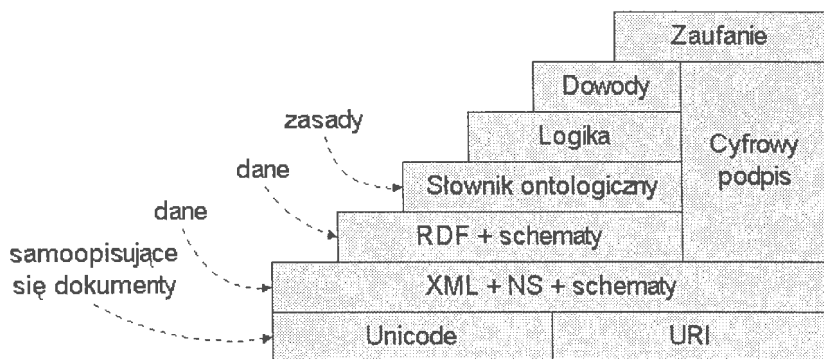 Zaufanie
Dowody
zasady
Logika
Cyfrowy
podpis
dane
Słownik ontologiczny
dane
RDF + schematy
samoopisujące
się dokumenty
XML + NS + schematy
Unicode
URI